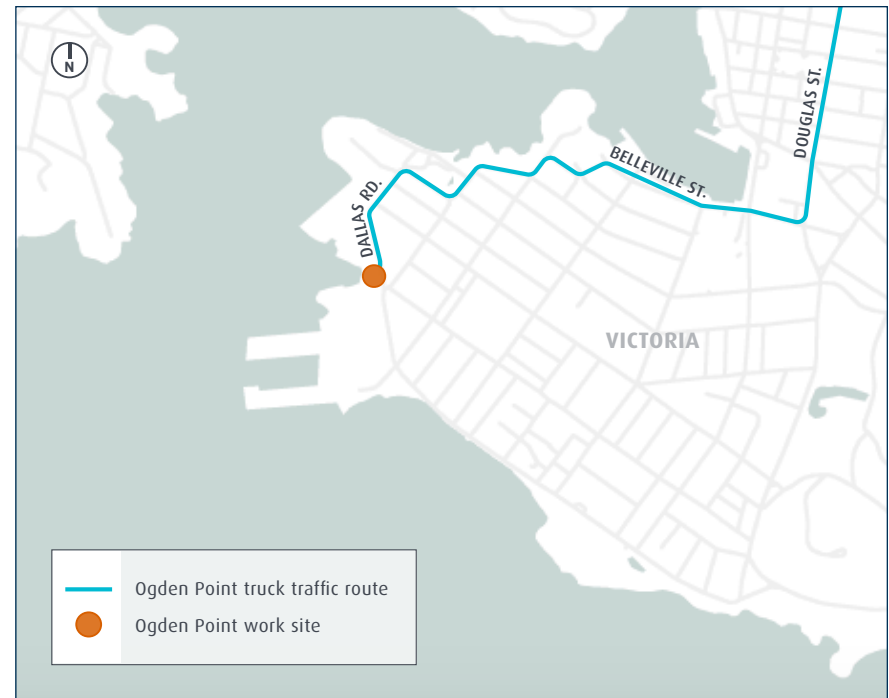 N
DOUGLAS ST.
BELLEVILLE ST.
DALLAS RD.
VICTORIA
Ogden Point truck traffic route
Ogden Point work site